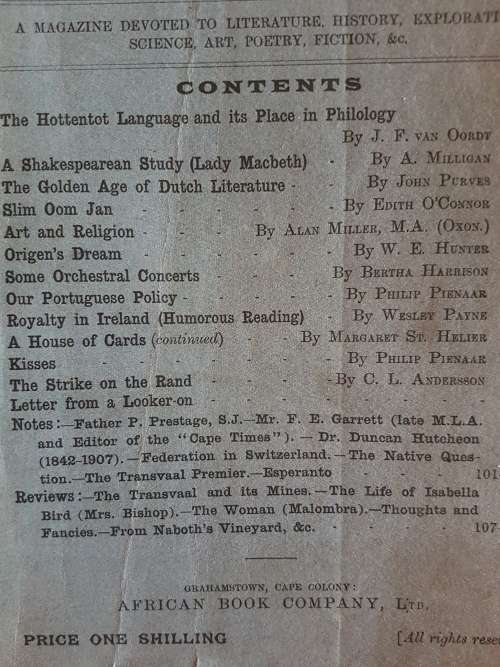 A MAGAZINE DEVOTED TO LITERATURE, HISTORY, EXPLORATI
SCIENCE, ART, POETRY, FICTION, &c.
CONTENTS
The Hottentot Language and its Place in Philology
By J. F. VAN OORDT
A Shakespearean Study (Lady Macbeth) - By A. MILLIGAN
The Golden Age of Dutch Literature - - By JOHN PURVES
Slim Oom Jan - - - - - - By EDITH O'CONNOR
Art and Religion - - - - By ALAN MILLER, M.A. (OXON.)
Origen's Dream - - - - - - By W. E. HUNTER
Some Orchestral Concerts - - - - By BERTHA HARRISON
Our Portuguese Policy - - - - - By PHILIP PIENAAR
Royalty in Ireland (Humorous Reading) - By WESLEY PAYNE
A House of Cards (continued) - - By MARGARET ST. HELIER
Kisses - - - - - - - By PHILIP PIENAAR
The Strike on the Rand - - - - - By C. L. ANDERSSON
Letter from a Looker-on - - - - - - - -
Notes:—Father P. Prestage, S.J.—Mr. F. E. Garrett (late M.L.A.
and Editor of the "Cape Times"). — Dr. Duncan Hutcheon
(1842-1907). — Federation in Switzerland. — The Native Ques-
tion.—The Transvaal Premier.—Esperanto - - - - 101
Reviews:—The Transvaal and its Mines. — The Life of Isabella
Bird (Mrs. Bishop).—The Woman (Malombra).—Thoughts and
Fancies.—From Naboth's Vineyard, &c. - - - - - 107
GRAHAMSTOWN, CAPE COLONY:
AFRICAN BOOK COMPANY, LTD.
PRICE ONE SHILLING [All rights rese